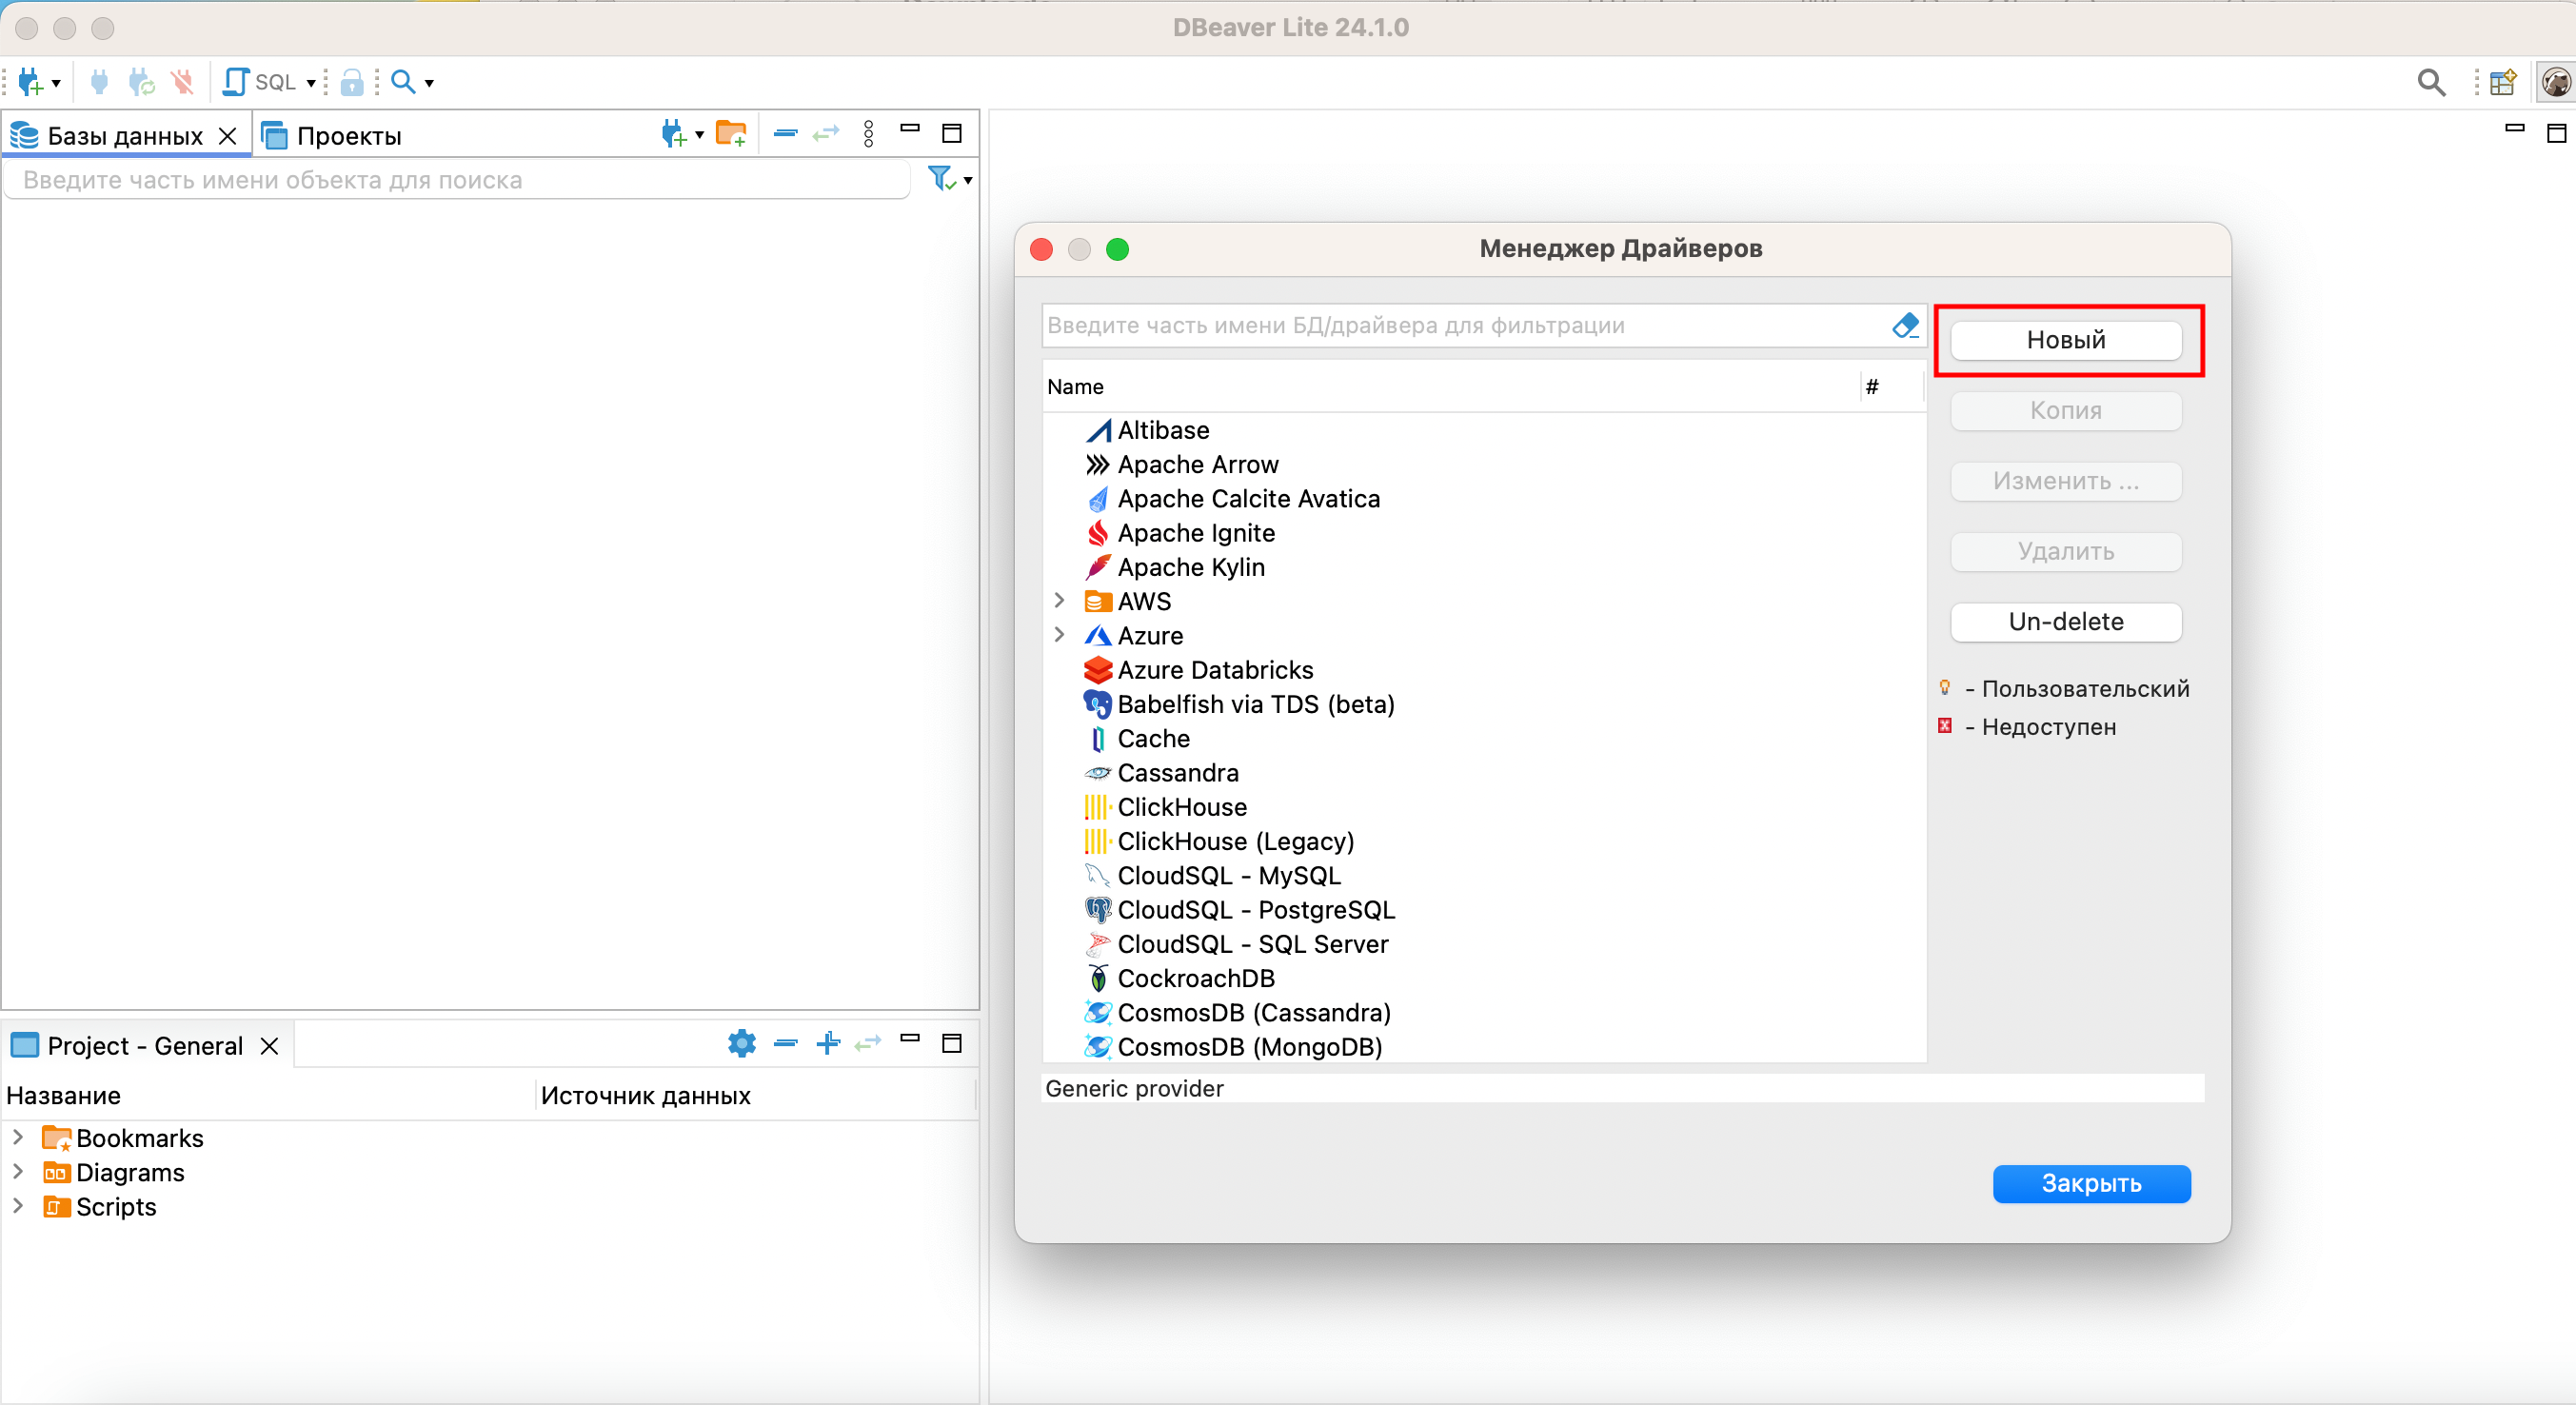 DBeaver Lite 24.1.0
SQL
Базы данных
Проекты
Введите часть имени объекта для поиска
Менеджер Драйверов
Введите часть имени БД/драйвера для фильтрации
Новый
Name #
Копия
Altibase
Apache Arrow
Изменить ...
Apache Calcite Avatica
Apache Ignite
Удалить
Apache Kylin
AWS
Un-delete
Azure
Azure Databricks
- Пользовательский
Babelfish via TDS (beta)
- Недоступен
Cache
Cassandra
ClickHouse
ClickHouse (Legacy)
CloudSQL - MySQL
CloudSQL - PostgreSQL
CloudSQL - SQL Server
CockroachDB
CosmosDB (Cassandra)
CosmosDB (MongoDB)
Generic provider
Закрыть
Project - General
Название Источник данных
Bookmarks
Diagrams
Scripts